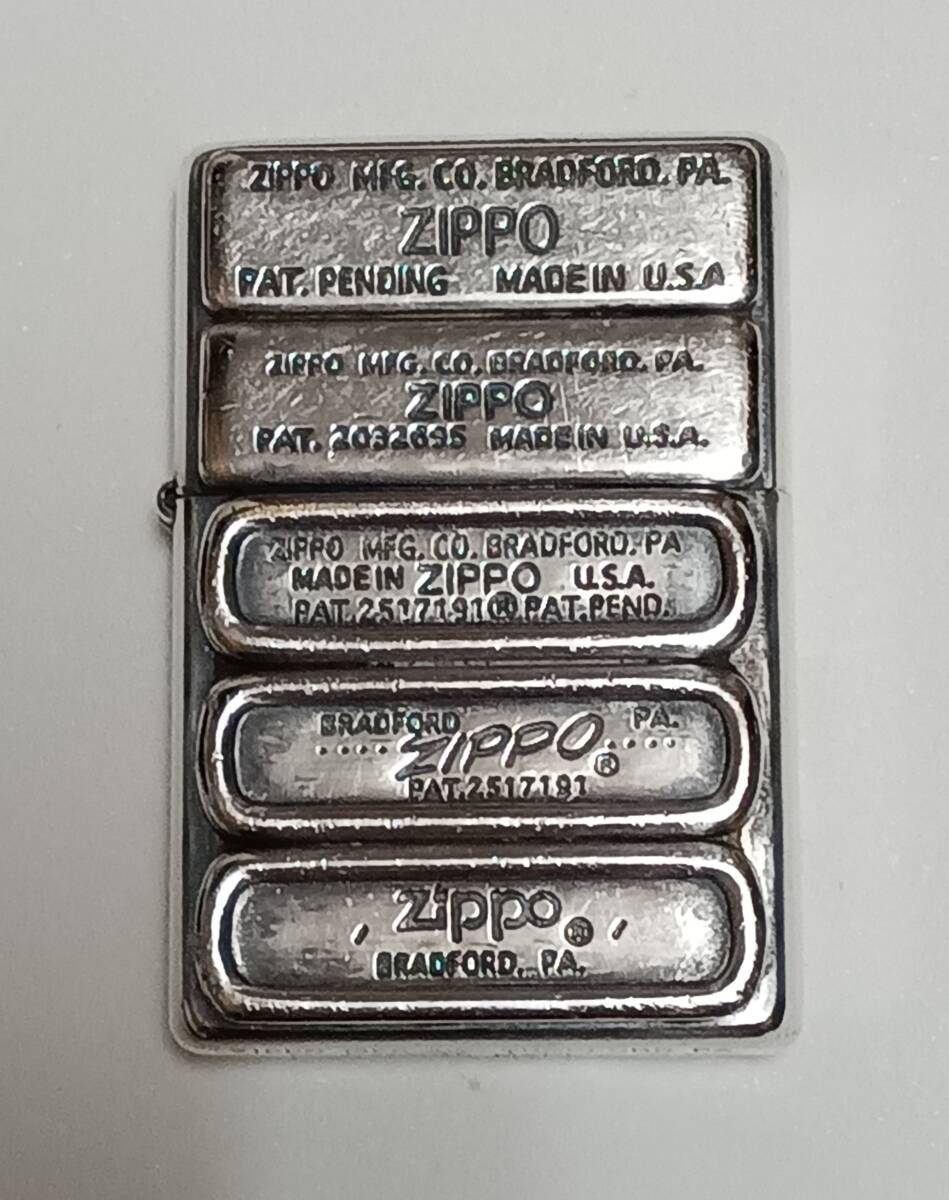 ZIPPO MFG. CO. BRADFORD. PA.
ZIPPO
PAT. PENDING MADE IN U.S.A
ZIPPO MFG. CO. BRADFORD. PA.
ZIPPO
PAT. 2032695 MADE IN U.S.A.
ZIPPO MFG. CO. BRADFORD. PA
MADE IN ZIPPO U.S.A.
PAT. 2517191 ® PAT. PEND.
BRADFORD PA.
.... ZIPPO ® ....
PAT. 2517191
/ Zippo ® /
BRADFORD, PA.